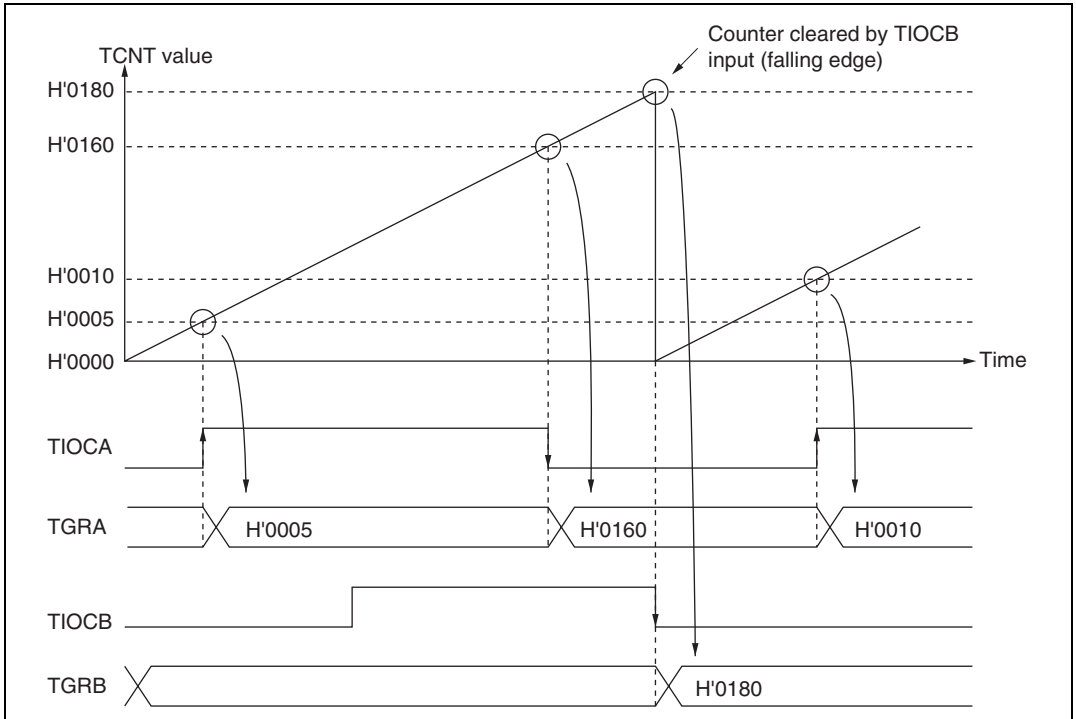 Counter cleared by TIOCB
input (falling edge)
TCNT value
H'0180
H'0160
H'0010
H'0005
H'0000
Time
TIOCA
TGRA
H'0005
H'0160
H'0010
TIOCB
TGRB
H'0180